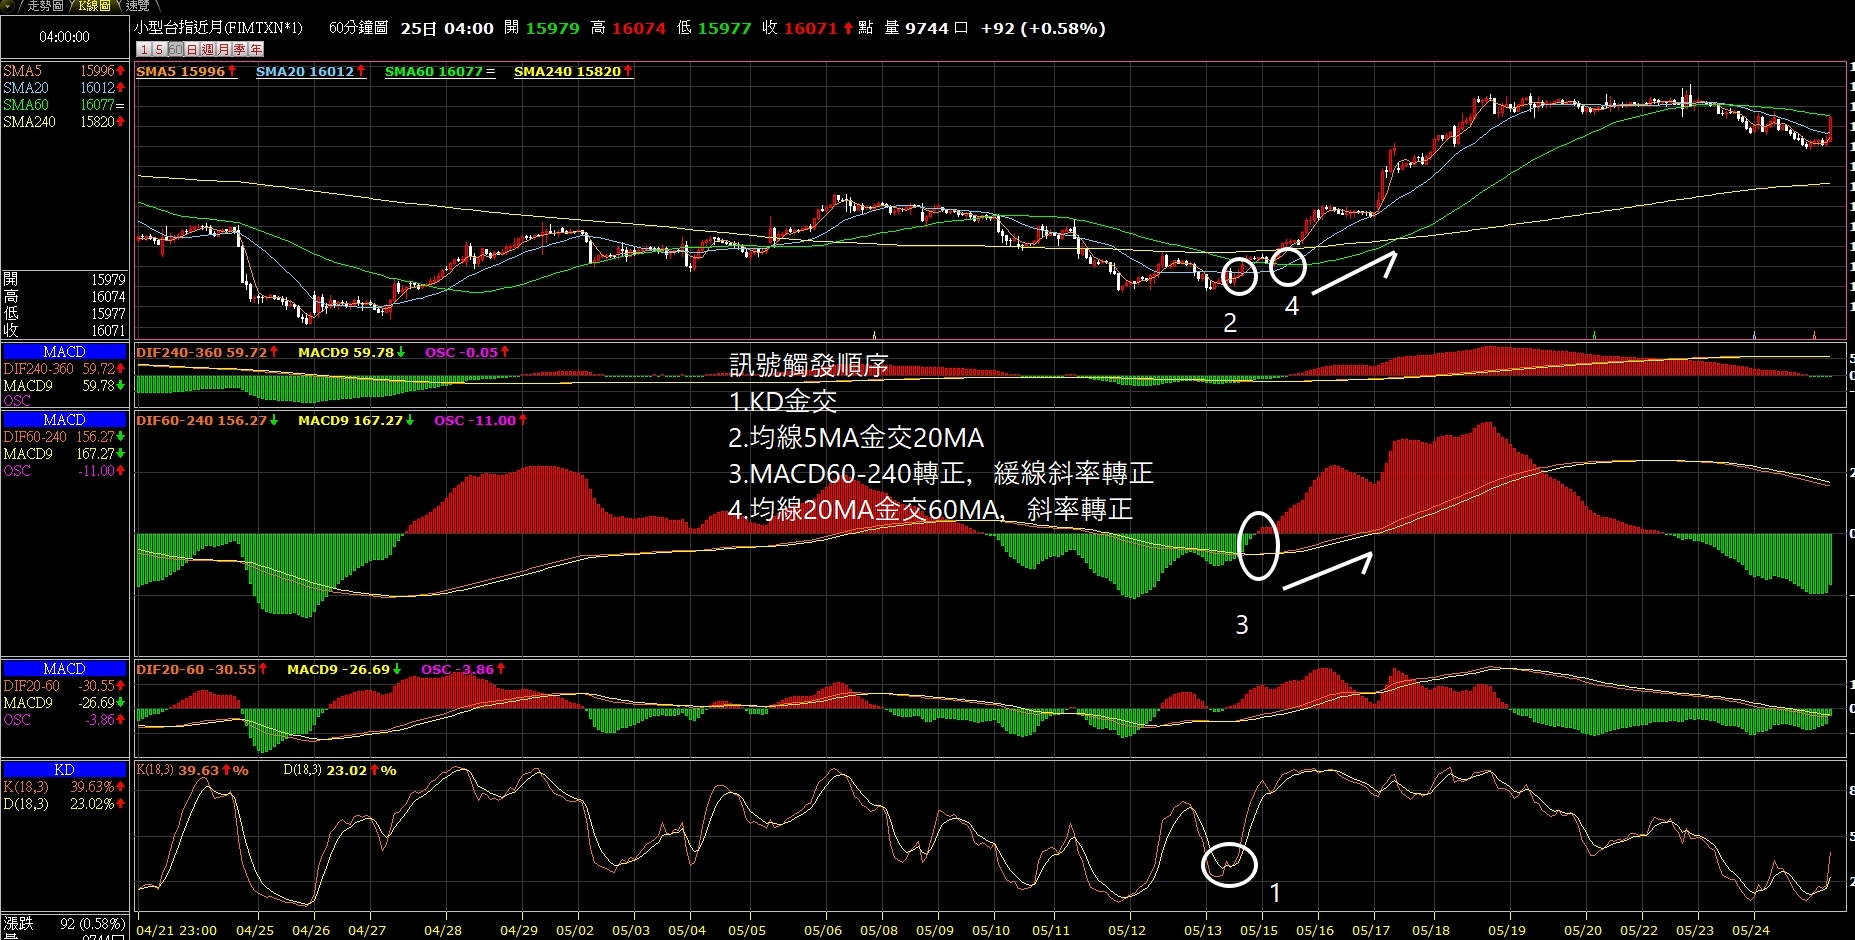 走勢圖 K線圖 速覽
04:00:00
小型台指近月(FIMTXN*1) 60分鐘圖 25日 04:00 開 15979 高 16074 低 15977 收 16071 點 量 9744 口 +92 (+0.58%)
1 5 60 日 週 月 季 年
SMA5 15996
SMA20 16012
SMA60 16077=
SMA240 15820
SMA5 15996 SMA20 16012 SMA60 16077= SMA240 15820
開 15979
高 16074
低 15977
收 16071
2
4
MACD
DIF240-360 59.72
MACD9 59.78
OSC
DIF240-360 59.72 MACD9 59.78 OSC -0.05
訊號觸發順序
1.KD金交
2.均線5MA金交20MA
3.MACD60-240轉正，緩線斜率轉正
4.均線20MA金交60MA，斜率轉正
MACD
DIF60-240 156.27
MACD9 167.27
OSC -11.00
DIF60-240 156.27 MACD9 167.27 OSC -11.00
3
MACD
DIF20-60 -30.55
MACD9 -26.69
OSC -3.86
DIF20-60 -30.55 MACD9 -26.69 OSC -3.86
KD
K(18,3) 39.63%
D(18,3) 23.02%
K(18,3) 39.63% D(18,3) 23.02%
1
漲跌 92 (0.58%)
04/21 23:00 04/25 04/26 04/27 04/28 04/29 05/02 05/03 05/04 05/05 05/06 05/08 05/09 05/10 05/11 05/12 05/13 05/15 05/16 05/17 05/18 05/19 05/20 05/22 05/23 05/24